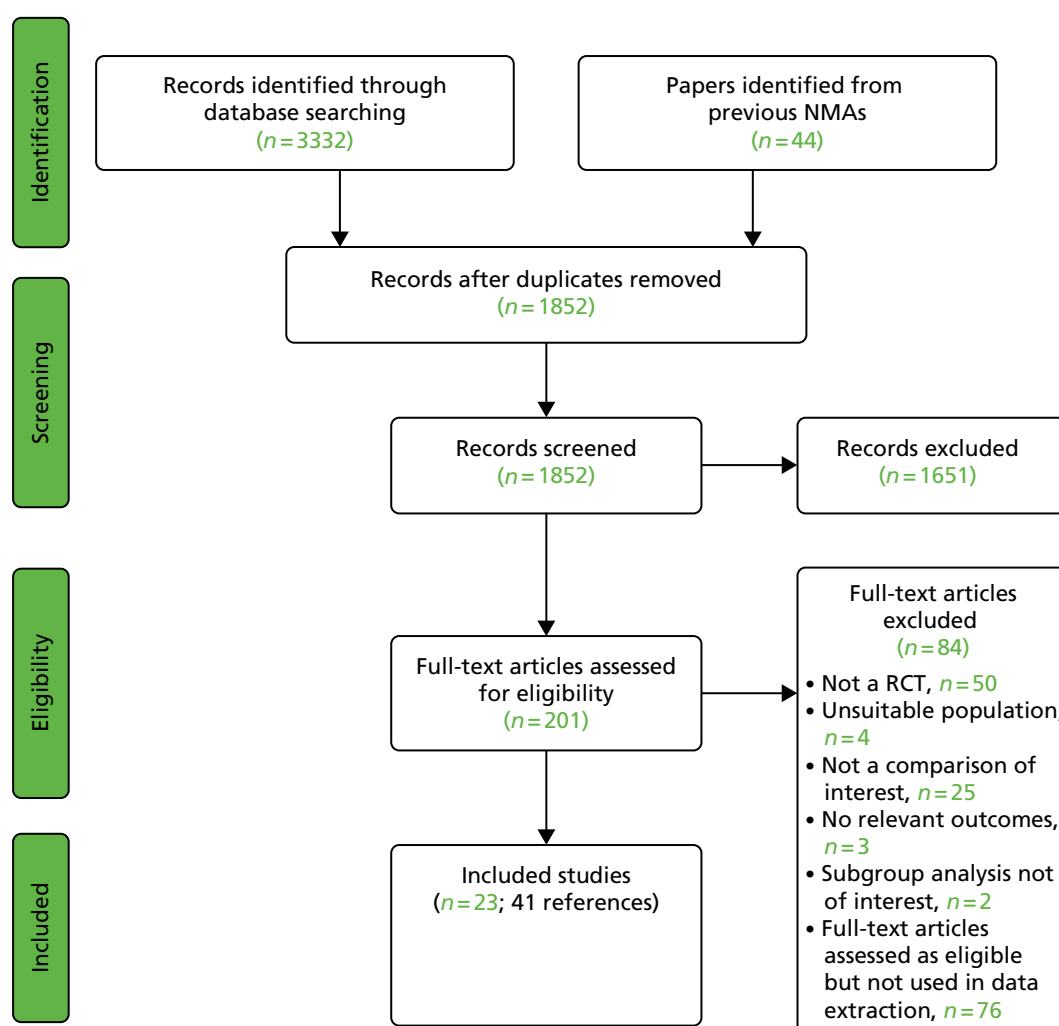 Identification
Records identified through
database searching
(n=3332)
Papers identified from
previous NMAs
(n=44)
Records after duplicates removed
(n=1852)
Screening
Records screened
(n=1852)
Records excluded
(n=1651)
Eligibility
Full-text articles assessed
for eligibility
(n=201)
Full-text articles
excluded
(n=84)
• Not a RCT, n=50
• Unsuitable population,
n=4
• Not a comparison of
interest, n=25
• No relevant outcomes,
n=3
• Subgroup analysis not
of interest, n=2
• Full-text articles
assessed as eligible
but not used in data
extraction, n=76
Included
Included studies
(n=23; 41 references)